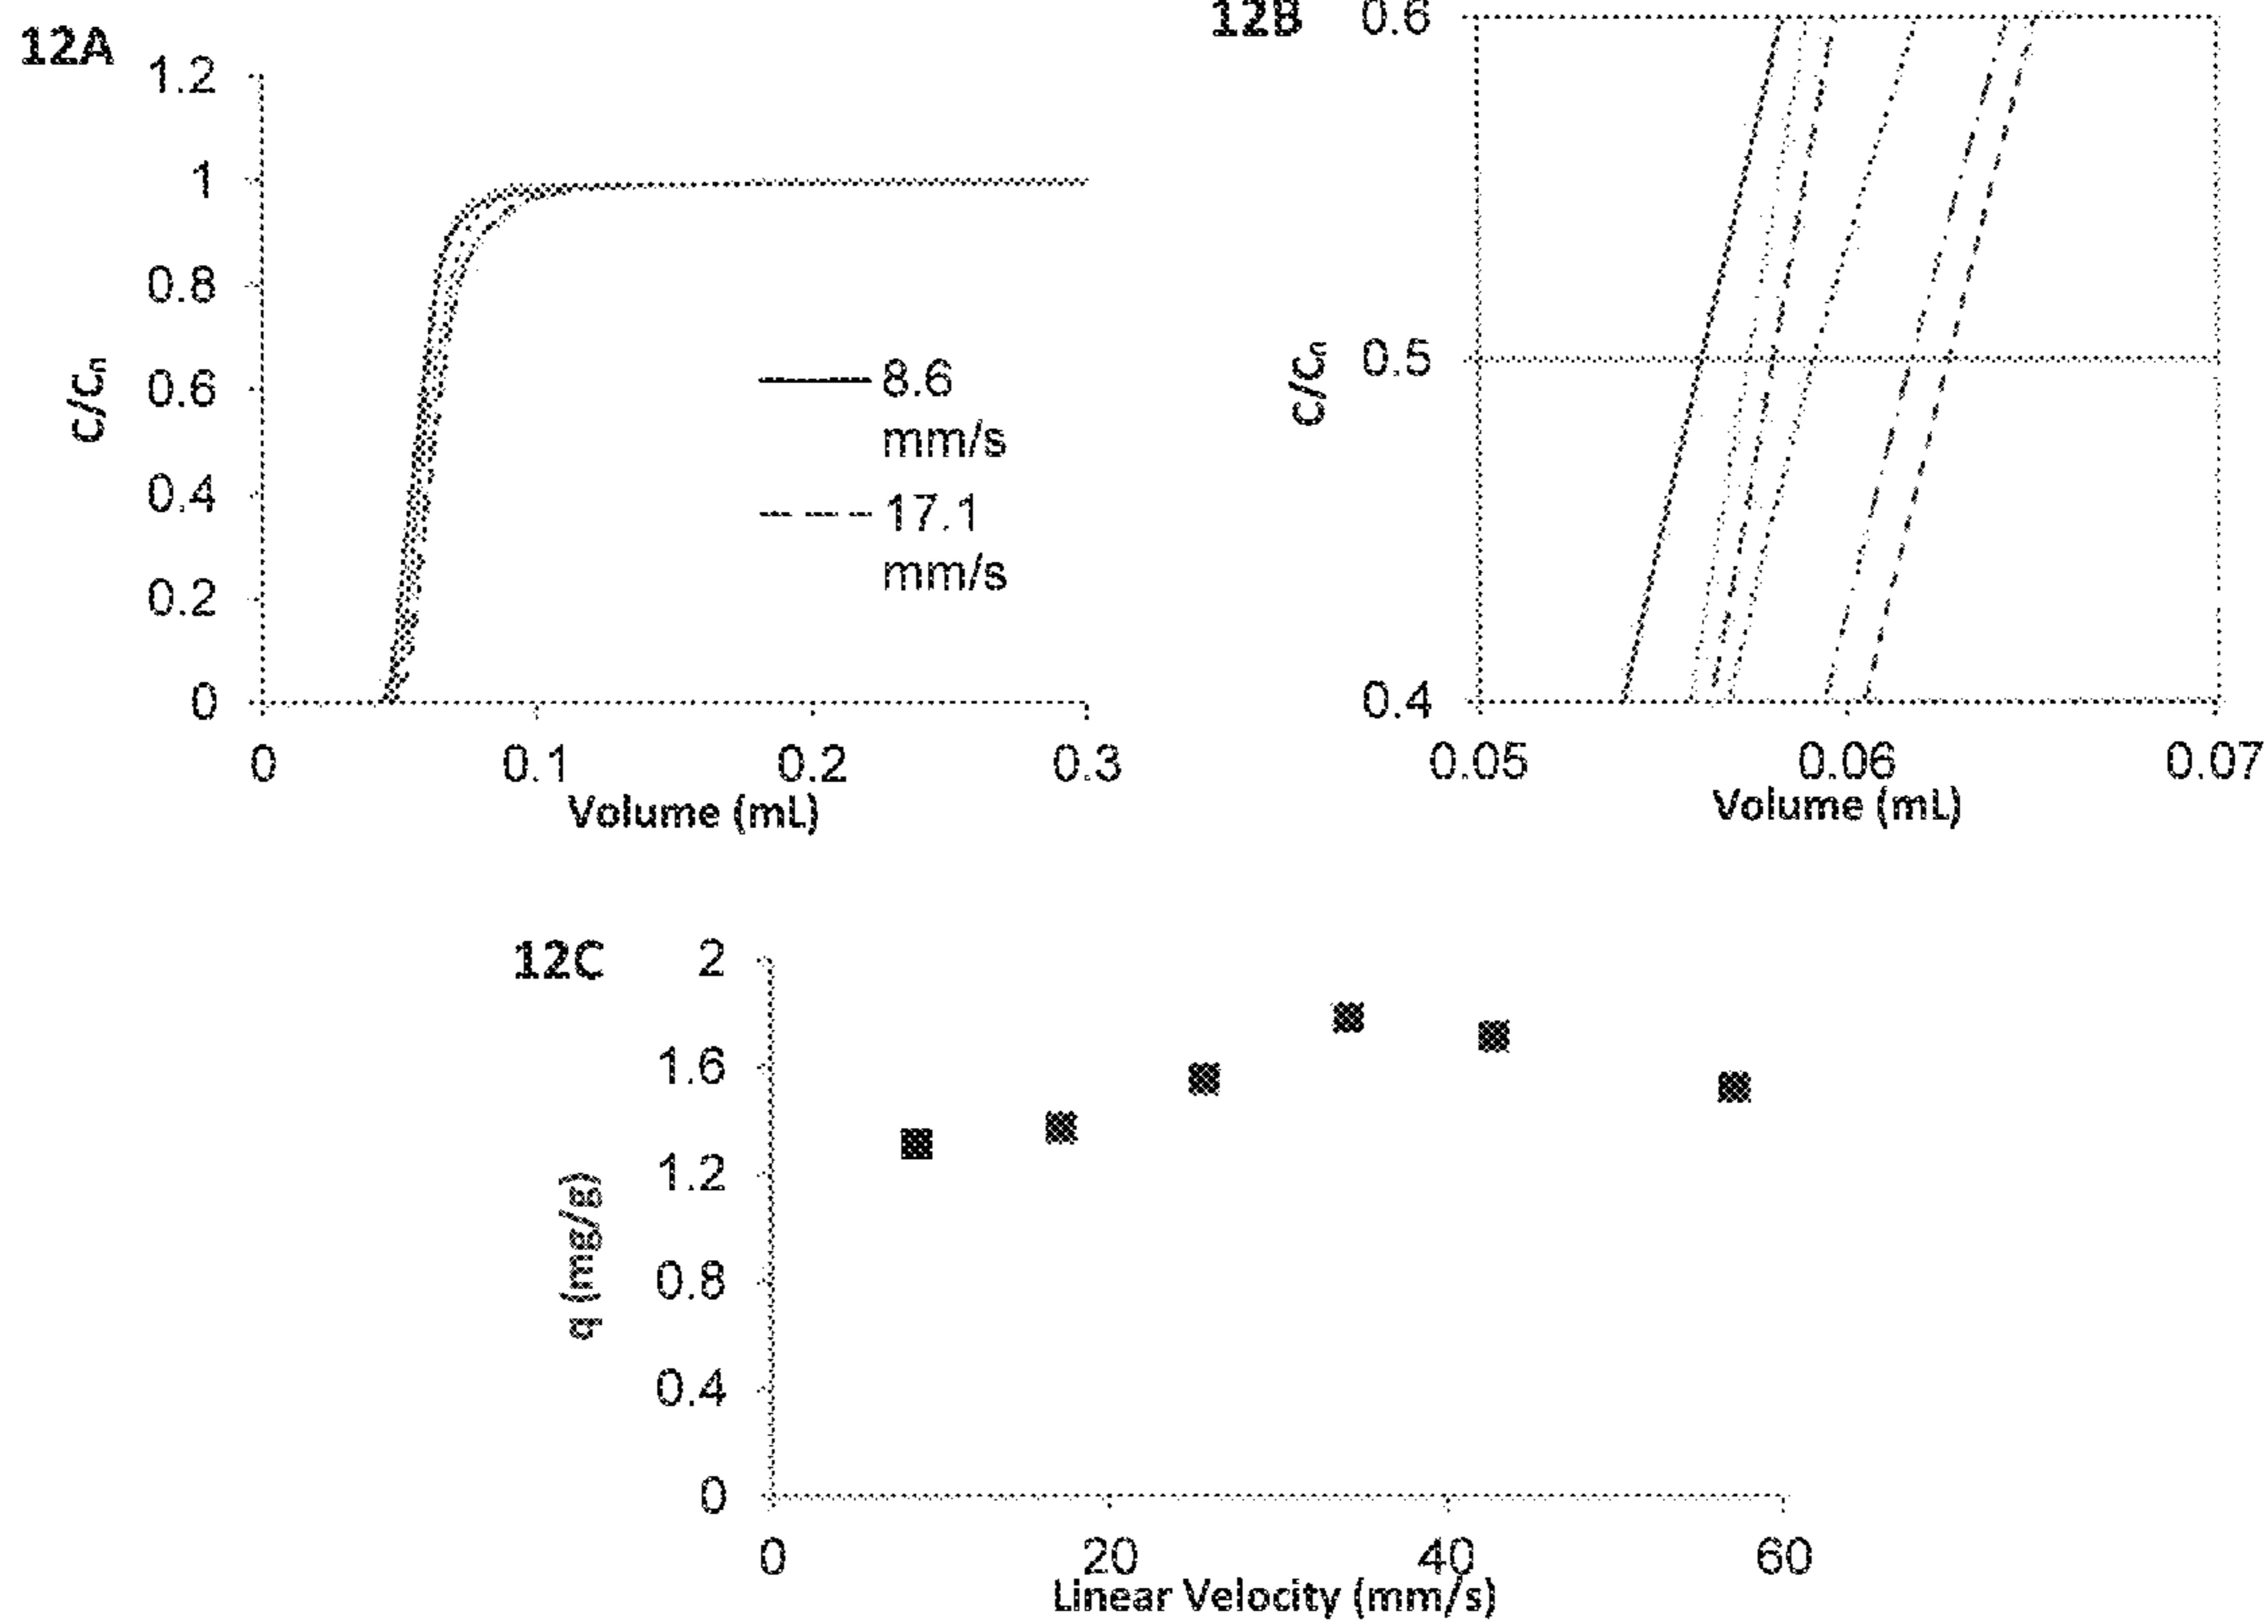 12A
1.2
1
0.8
0.6
0.4
0.2
0
C/Cₙ
8.6
mm/s
17.1
mm/s
0 0.1 0.2 0.3
Volume (mL)
12B
0.6
0.5
0.4
C/Cₙ
0.05 0.06 0.07
Volume (mL)
12C
2
1.6
1.2
0.8
0.4
0
q (mg/g)
0 20 40 60
Linear Velocity (mm/s)